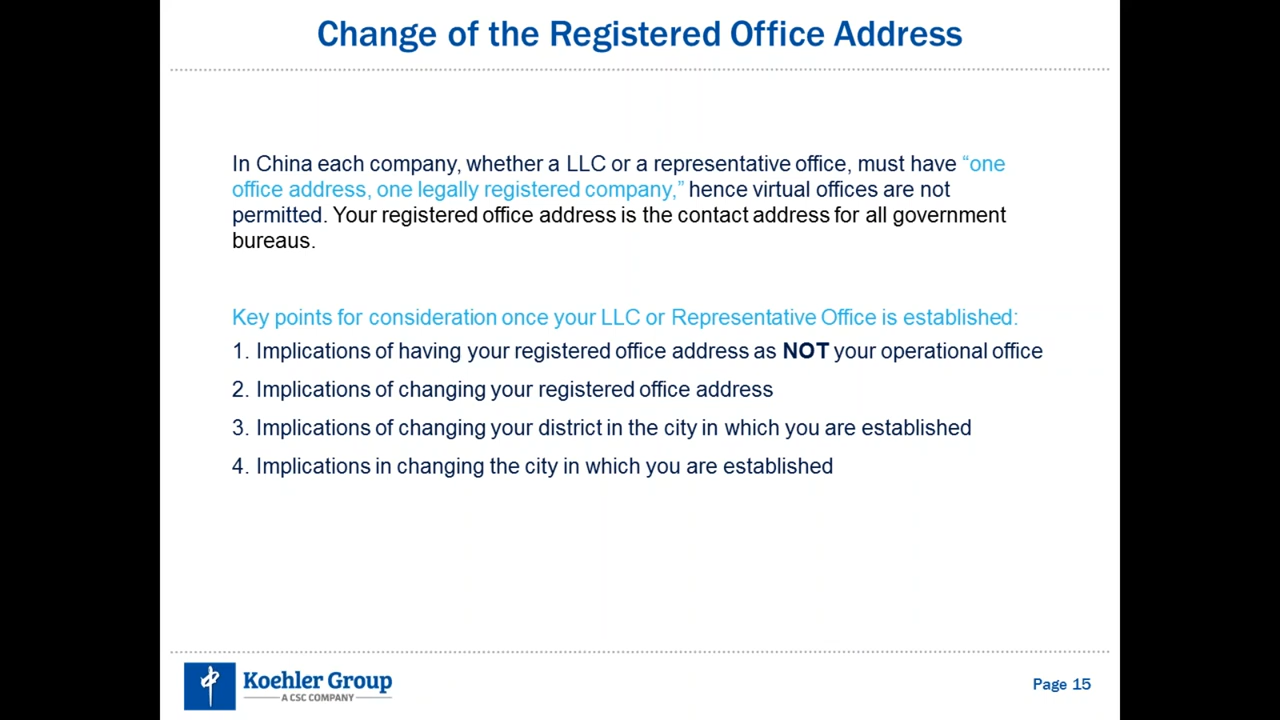 Change of the Registered Office Address
In China each company, whether a LLC or a representative office, must have “one
office address, one legally registered company,” hence virtual offices are not
permitted. Your registered office address is the contact address for all government
bureaus.
Key points for consideration once your LLC or Representative Office is established:
1. Implications of having your registered office address as NOT your operational office
2. Implications of changing your registered office address
3. Implications of changing your district in the city in which you are established
4. Implications in changing the city in which you are established
Koehler Group
A CSC COMPANY
Page 15